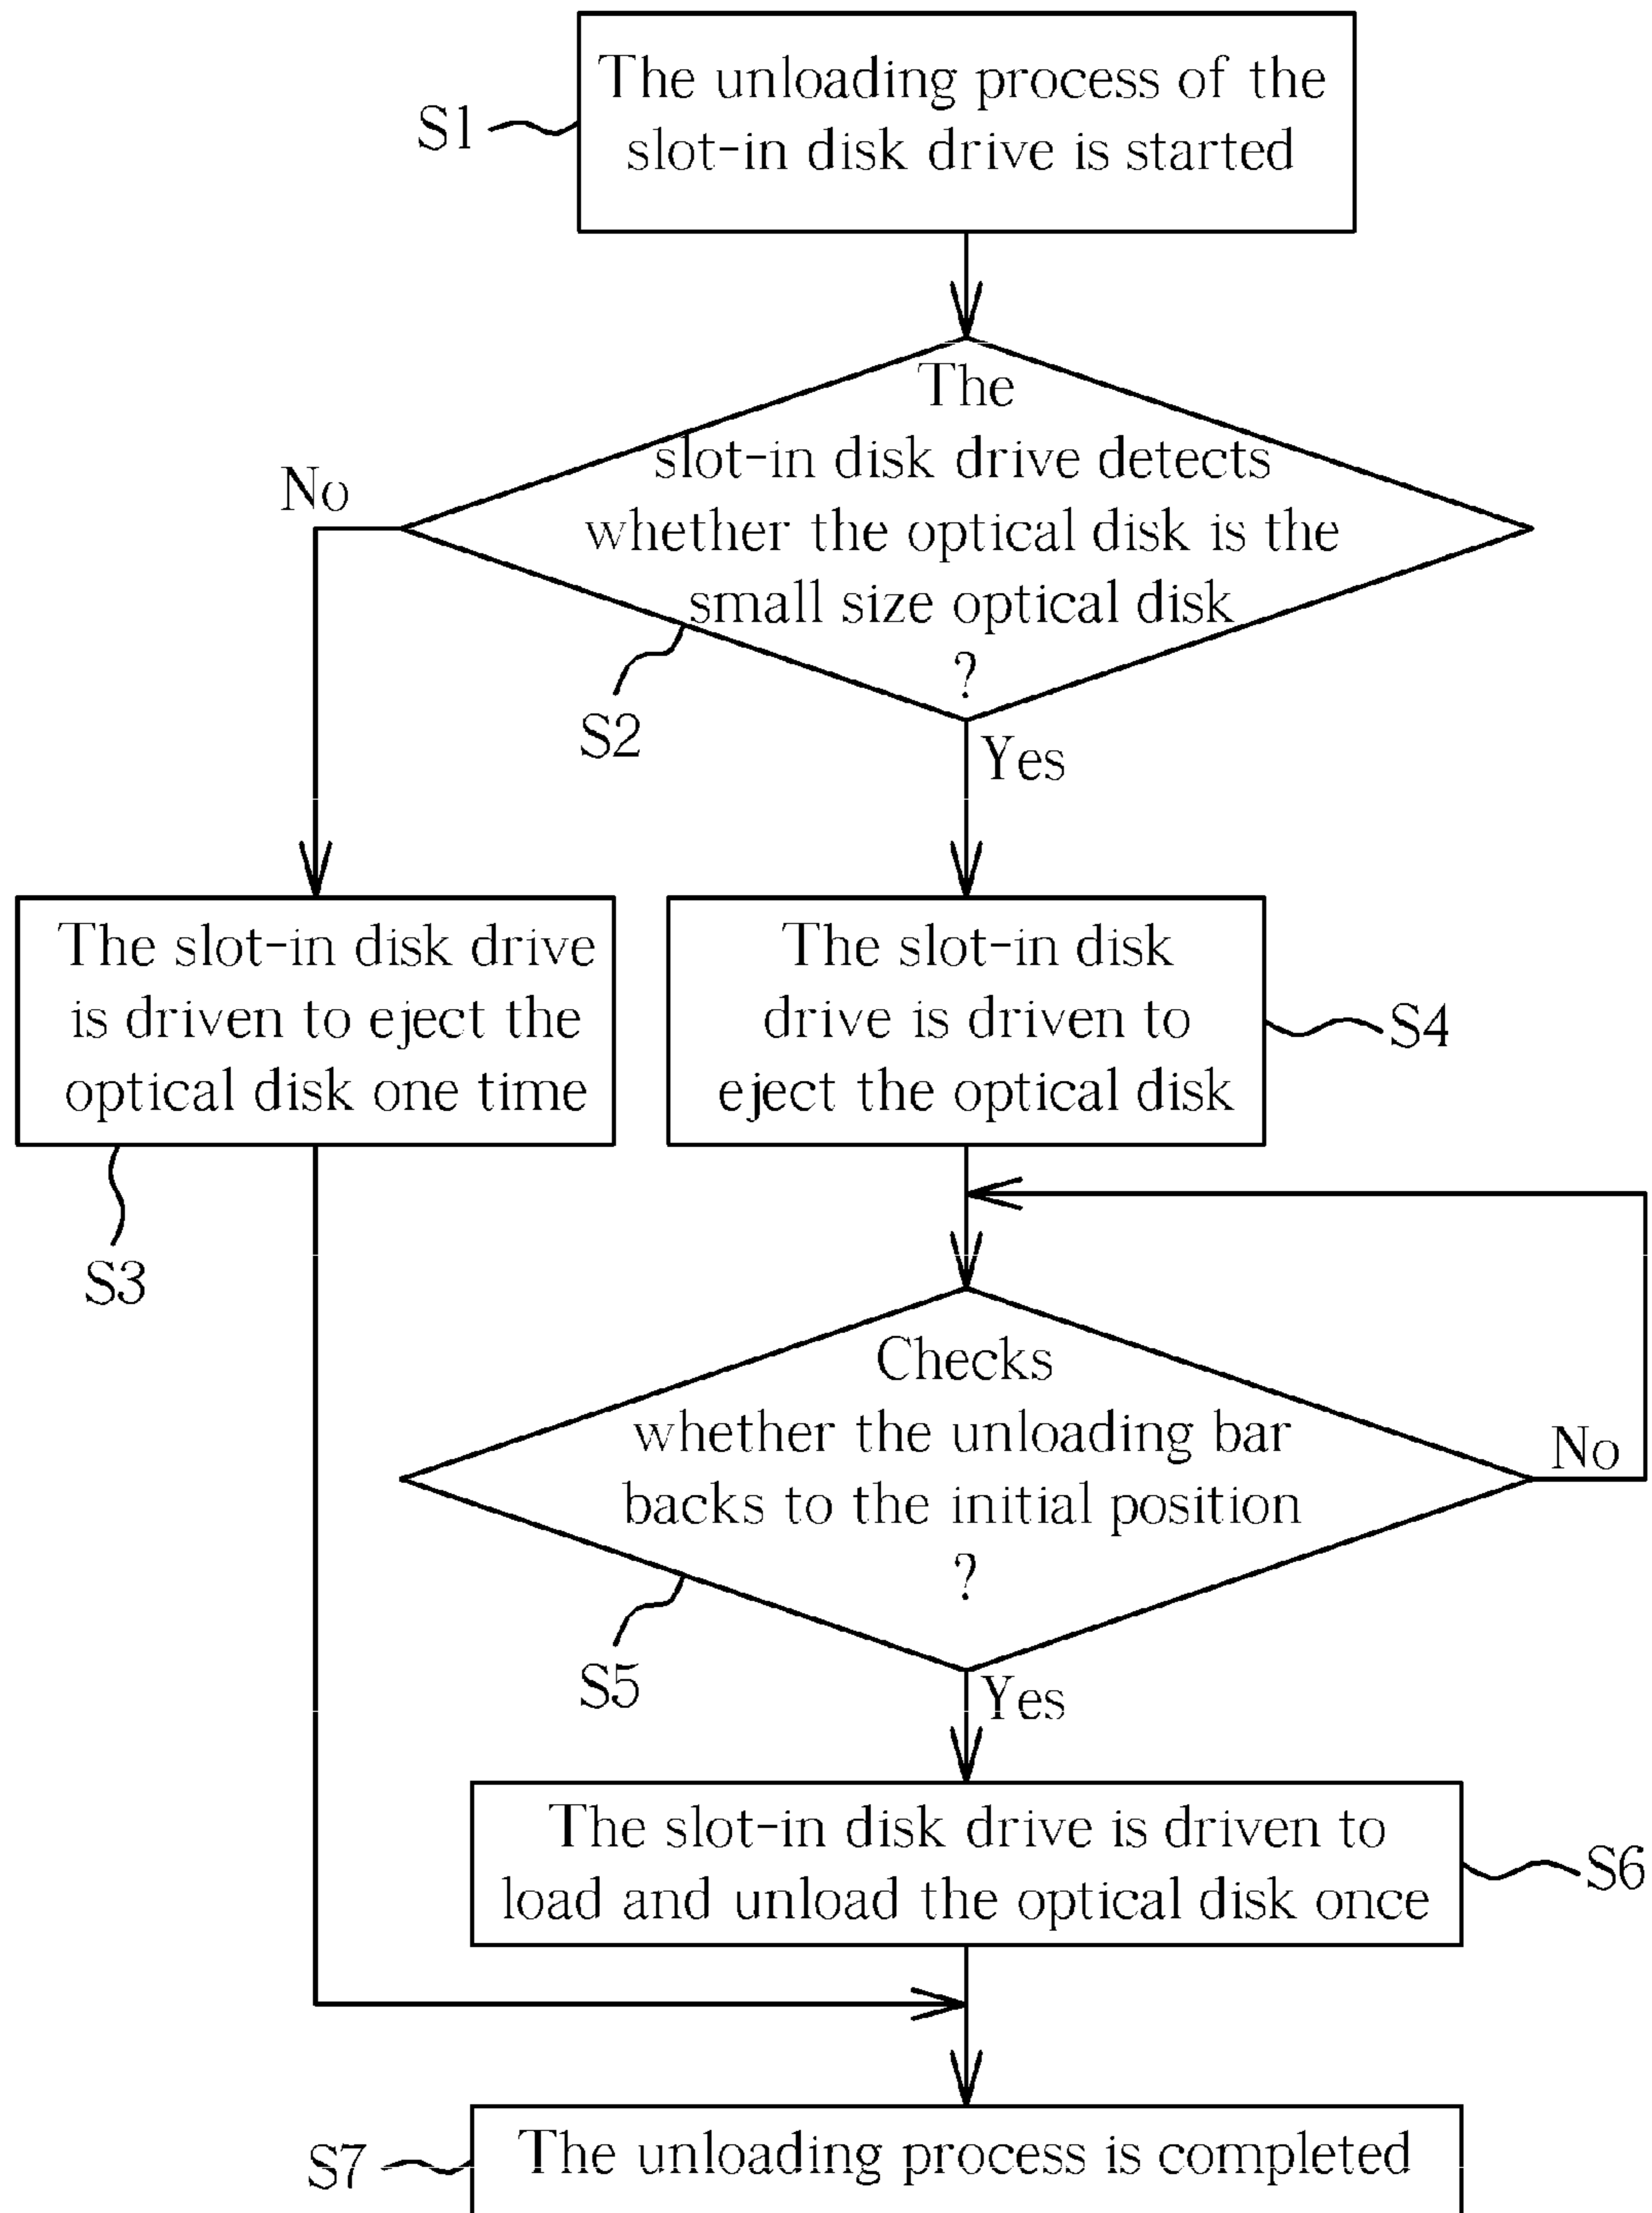 The unloading process of the
slot-in disk drive is started
S1
The
slot-in disk drive detects
whether the optical disk is the
small size optical disk
?
No
S2
Yes
The slot-in disk drive
is driven to eject the
optical disk one time
S3
The slot-in disk
drive is driven to
eject the optical disk
S4
Checks
whether the unloading bar
backs to the initial position
?
No
S5
Yes
The slot-in disk drive is driven to
load and unload the optical disk once
S6
The unloading process is completed
S7